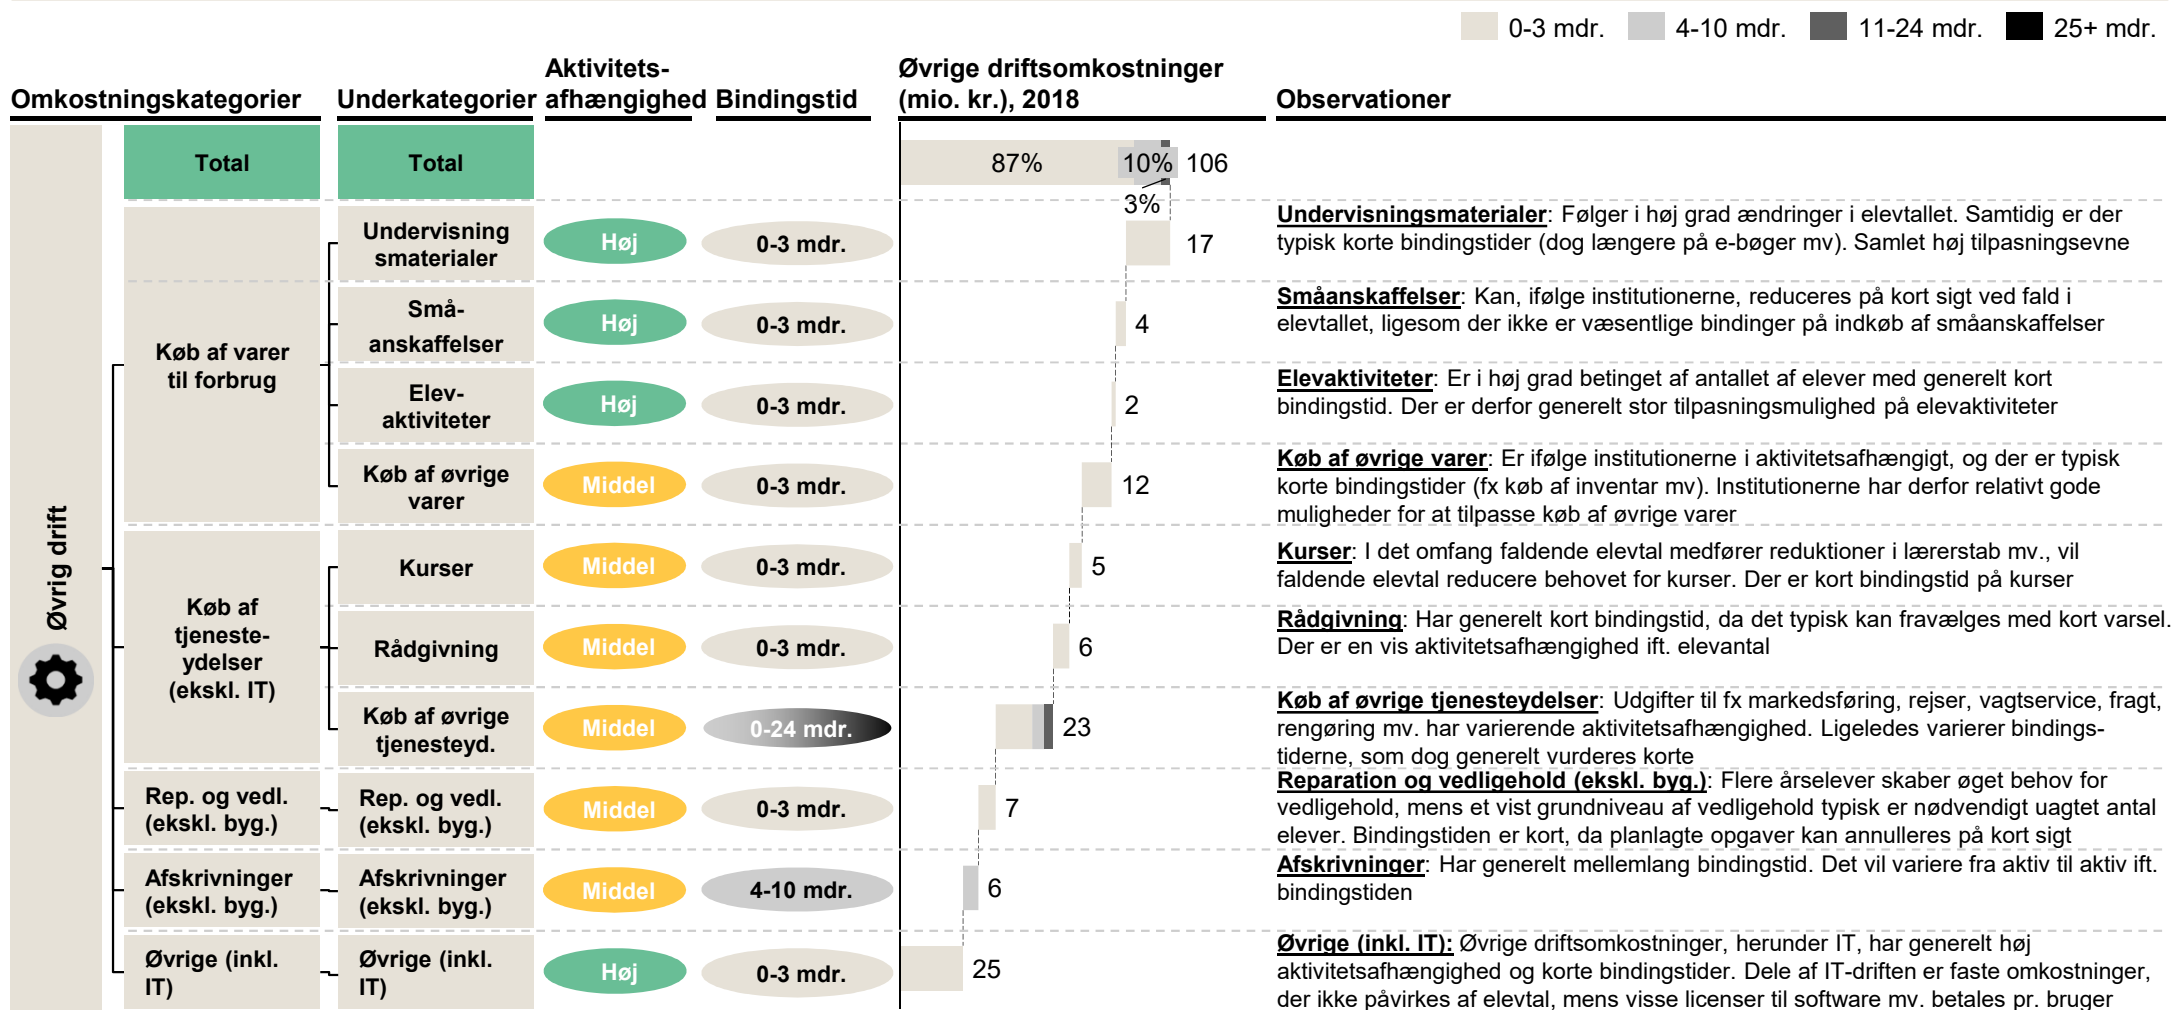 0-3 mdr.
4-10 mdr.
11-24 mdr.
25+ mdr.
Omkostningskategorier
Underkategorier
Aktivitets-
afhængighed
Bindingstid
Øvrige driftsomkostninger
(mio. kr.), 2018
Observationer
Øvrig drift
Total
Total
87%
10%
106
3%
Køb af varer
til forbrug
Undervisning
smaterialer
Høj
0-3 mdr.
17
Undervisningsmaterialer: Følger i høj grad ændringer i elevtallet. Samtidig er der
typisk korte bindingstider (dog længere på e-bøger mv). Samlet høj tilpasningsevne
Små-
anskaffelser
Høj
0-3 mdr.
4
Småanskaffelser: Kan, ifølge institutionerne, reduceres på kort sigt ved fald i
elevtallet, ligesom der ikke er væsentlige bindinger på indkøb af småanskaffelser
Elev-
aktiviteter
Høj
0-3 mdr.
2
Elevaktiviteter: Er i høj grad betinget af antallet af elever med generelt kort
bindingstid. Der er derfor generelt stor tilpasningsmulighed på elevaktiviteter
Køb af øvrige
varer
Middel
0-3 mdr.
12
Køb af øvrige varer: Er ifølge institutionerne i aktivitetsafhængigt, og der er typisk
korte bindingstider (fx køb af inventar mv). Institutionerne har derfor relativt gode
muligheder for at tilpasse køb af øvrige varer
Køb af
tjeneste-
ydelser
(ekskl. IT)
Kurser
Middel
0-3 mdr.
5
Kurser: I det omfang faldende elevtal medfører reduktioner i lærerstab mv., vil
faldende elevtal reducere behovet for kurser. Der er kort bindingstid på kurser
Rådgivning
Middel
0-3 mdr.
6
Rådgivning: Har generelt kort bindingstid, da det typisk kan fravælges med kort varsel.
Der er en vis aktivitetsafhængighed ift. elevantal
Køb af øvrige
tjenesteyd.
Middel
0-24 mdr.
23
Køb af øvrige tjenesteydelser: Udgifter til fx markedsføring, rejser, vagtservice, fragt,
rengøring mv. har varierende aktivitetsafhængighed. Ligeledes varierer bindings-
tiderne, som dog generelt vurderes korte
Rep. og vedl.
(ekskl. byg.)
Rep. og vedl.
(ekskl. byg.)
Middel
0-3 mdr.
7
Reparation og vedligehold (ekskl. byg.): Flere årselever skaber øget behov for
vedligehold, mens et vist grundniveau af vedligehold typisk er nødvendigt uagtet antal
elever. Bindingstiden er kort, da planlagte opgaver kan annulleres på kort sigt
Afskrivninger
(ekskl. byg.)
Afskrivninger
(ekskl. byg.)
Middel
4-10 mdr.
6
Afskrivninger: Har generelt mellemlang bindingstid. Det vil variere fra aktiv til aktiv ift.
bindingstiden
Øvrige (inkl.
IT)
Øvrige (inkl.
IT)
Høj
0-3 mdr.
25
Øvrige (inkl. IT): Øvrige driftsomkostninger, herunder IT, har generelt høj
aktivitetsafhængighed og korte bindingstider. Dele af IT-driften er faste omkostninger,
der ikke påvirkes af elevtal, mens visse licenser til software mv. betales pr. bruger